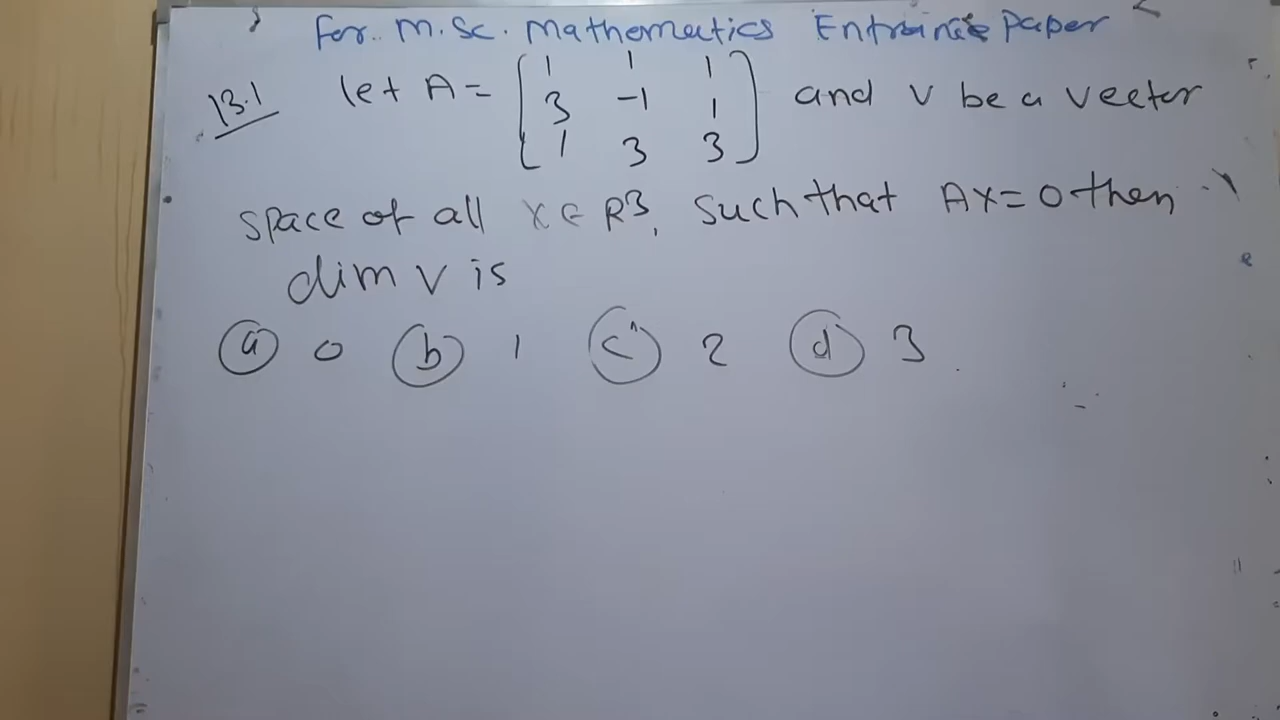 For M.Sc. Mathematics Entrance Paper
13.1 let A = [1 1 1
3 -1 1
1 3 3] and V be a vector
space of all X ∈ R³, such that AX = 0 then
dim V is
(a) 0 (b) 1 (c) 2 (d) 3